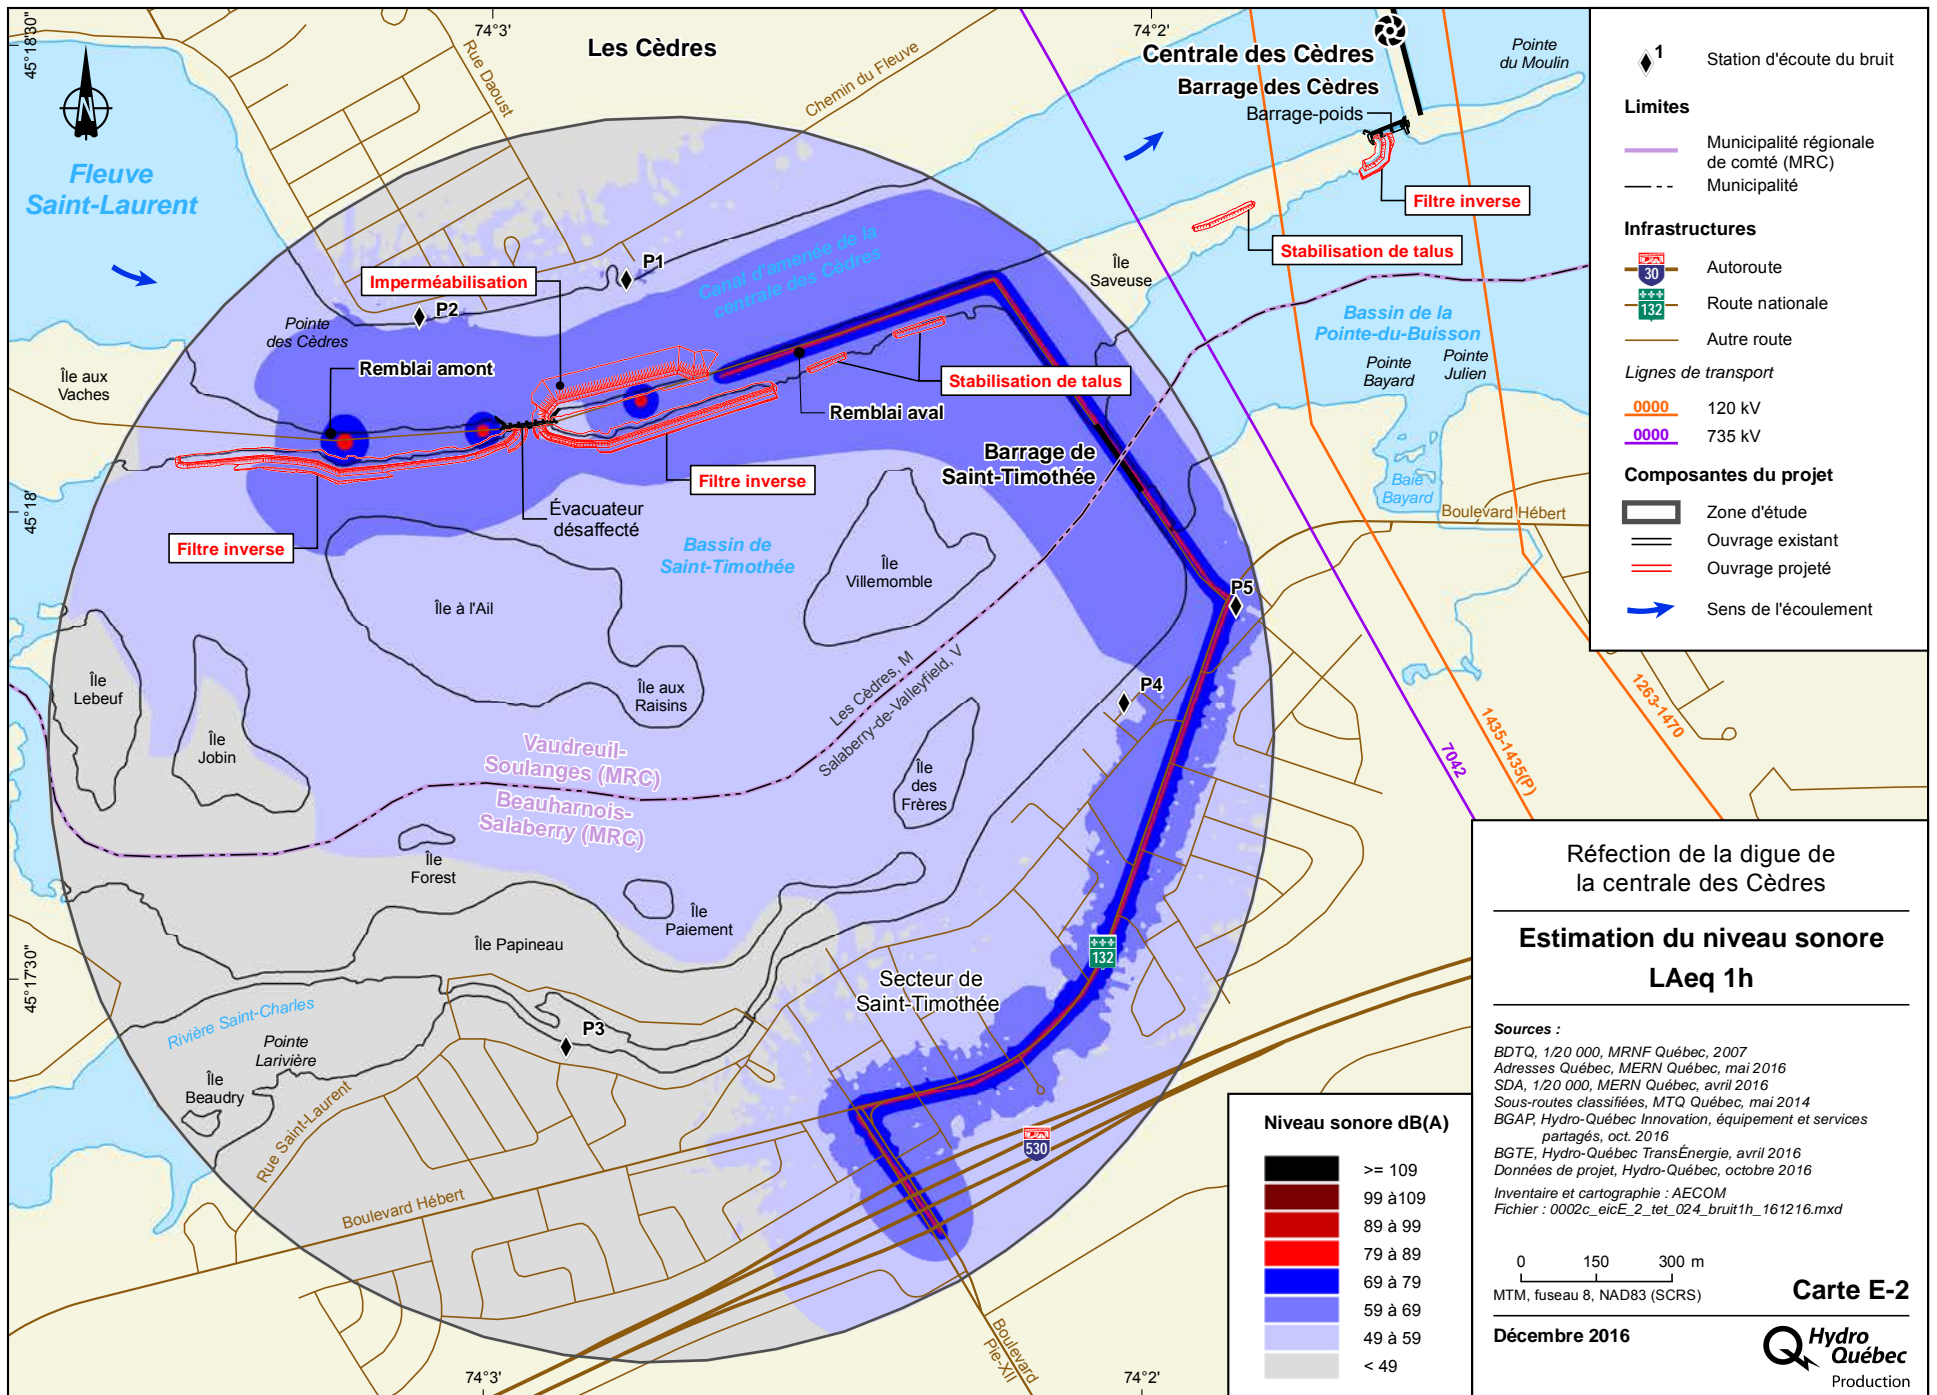 74°3'
74°2'
45°18'30"
45°18'
45°17'30"
74°3'
74°2'
Les Cèdres
Rue Daoust
Chemin du Fleuve
Centrale des Cèdres
Barrage des Cèdres
Barrage-poids
Pointe
du Moulin
N
Fleuve
Saint-Laurent
Filtre inverse
Stabilisation de talus
Île
Saveuse
P1
Imperméabilisation
P2
Canal d'amenée de la
centrale des Cèdres
Pointe
des Cèdres
Remblai amont
Île aux
Vaches
Stabilisation de talus
Remblai aval
Bassin de la
Pointe-du-Buisson
Pointe
Bayard
Pointe
Julien
Baie
Bayard
Boulevard Hébert
Barrage de
Saint-Timothée
Filtre inverse
Évacuateur
désaffecté
Filtre inverse
Bassin de
Saint-Timothée
Île
Villemomble
Île à l'Ail
P5
Île
Lebeuf
Île
Jobin
Île aux
Raisins
Les Cèdres, M
Salaberry-de-Valleyfield, V
P4
Vaudreuil-
Soulanges (MRC)
Beauharnois-
Salaberry (MRC)
Île
des
Frères
7042
1435-1435(P)
1263-1470
Île
Forest
Île
Paiement
Île Papineau
132
Secteur de
Saint-Timothée
Rivière Saint-Charles
Pointe
Larivière
P3
Île
Beaudry
Rue Saint-Laurent
530
Boulevard Hébert
Boulevard
Pie-XII
1
Station d'écoute du bruit
Limites
Municipalité régionale
de comté (MRC)
Municipalité
Infrastructures
30
Autoroute
132
Route nationale
Autre route
Lignes de transport
0000
120 kV
0000
735 kV
Composantes du projet
Zone d'étude
Ouvrage existant
Ouvrage projeté
Sens de l'écoulement
Niveau sonore dB(A)
>= 109
99 à109
89 à 99
79 à 89
69 à 79
59 à 69
49 à 59
< 49
Réfection de la digue de
la centrale des Cèdres
Estimation du niveau sonore
LAeq 1h
Sources :
BDTQ, 1/20 000, MRNF Québec, 2007
Adresses Québec, MERN Québec, mai 2016
SDA, 1/20 000, MERN Québec, avril 2016
Sous-routes classifiées, MTQ Québec, mai 2014
BGAP, Hydro-Québec Innovation, équipement et services
partagés, oct. 2016
BGTE, Hydro-Québec TransÉnergie, avril 2016
Données de projet, Hydro-Québec, octobre 2016
Inventaire et cartographie : AECOM
Fichier : 0002c_eicE_2_tet_024_bruit1h_161216.mxd
0 150 300 m
MTM, fuseau 8, NAD83 (SCRS)
Carte E-2
Décembre 2016
Hydro
Québec
Production